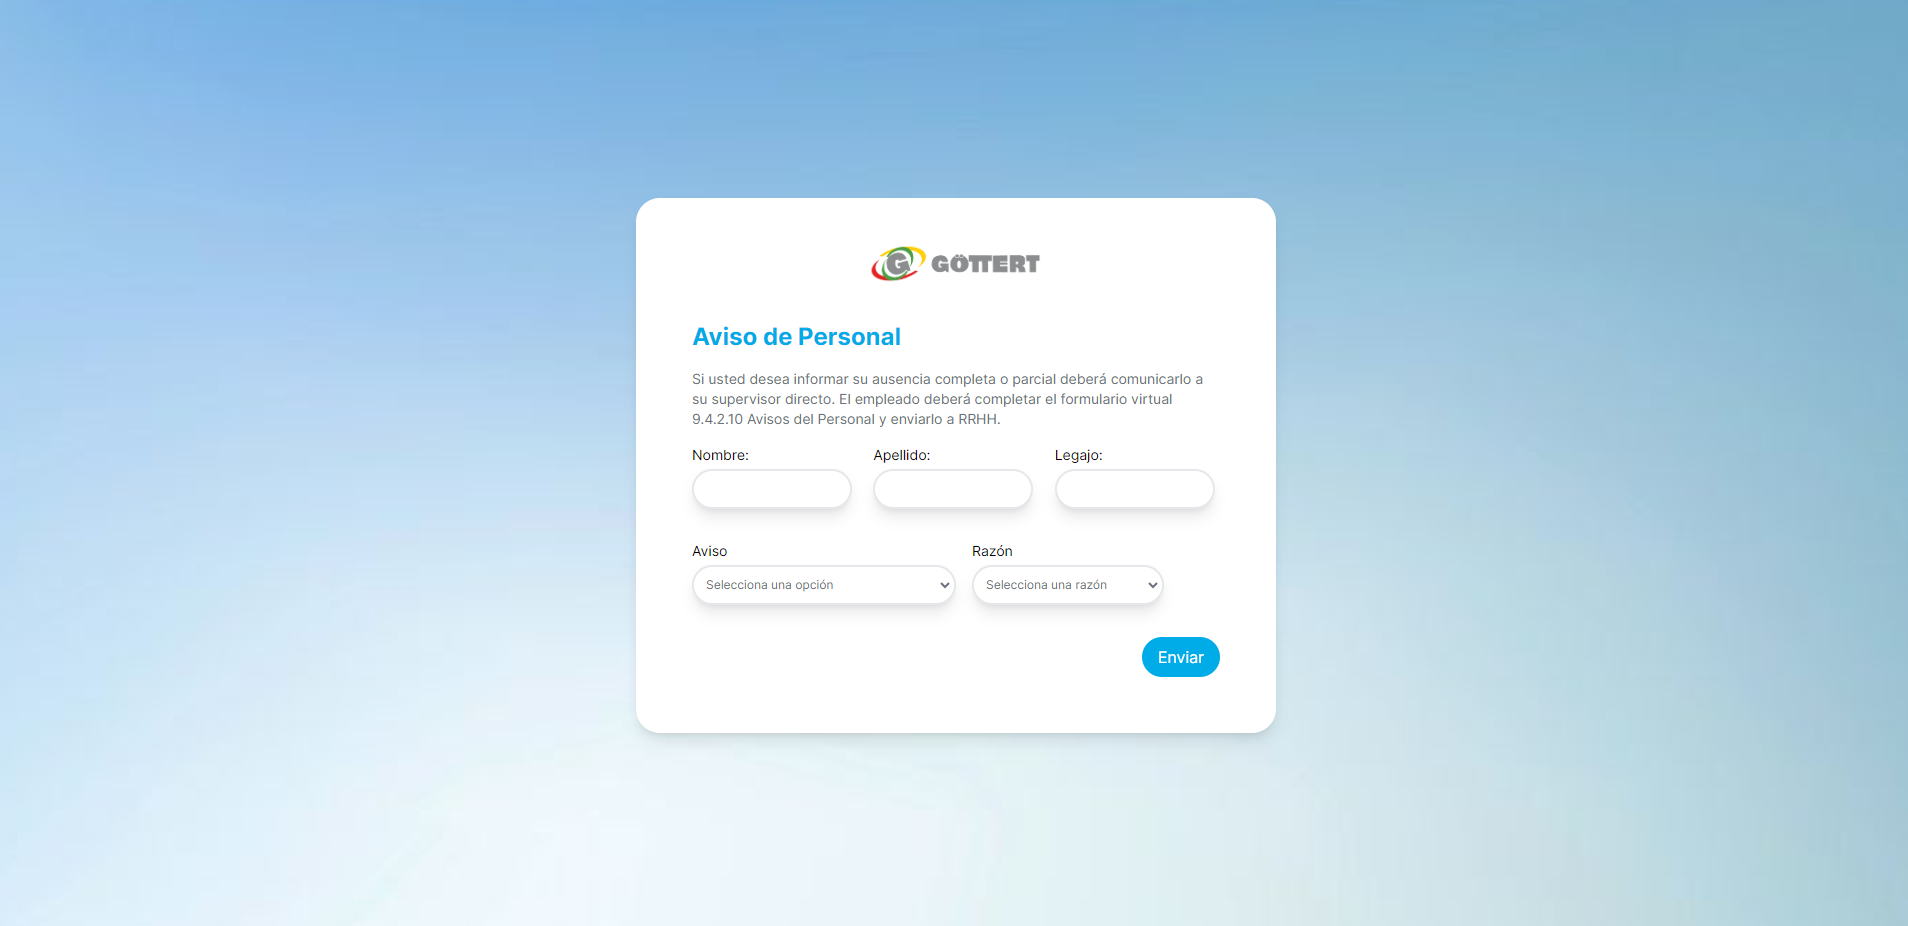 GÖTTERT
Aviso de Personal
Si usted desea informar su ausencia completa o parcial deberá comunicarlo a
su supervisor directo. El empleado deberá completar el formulario virtual
9.4.2.10 Avisos del Personal y enviarlo a RRHH.
Nombre: Apellido: Legajo:
Aviso Razón
Selecciona una opción Selecciona una razón
Enviar